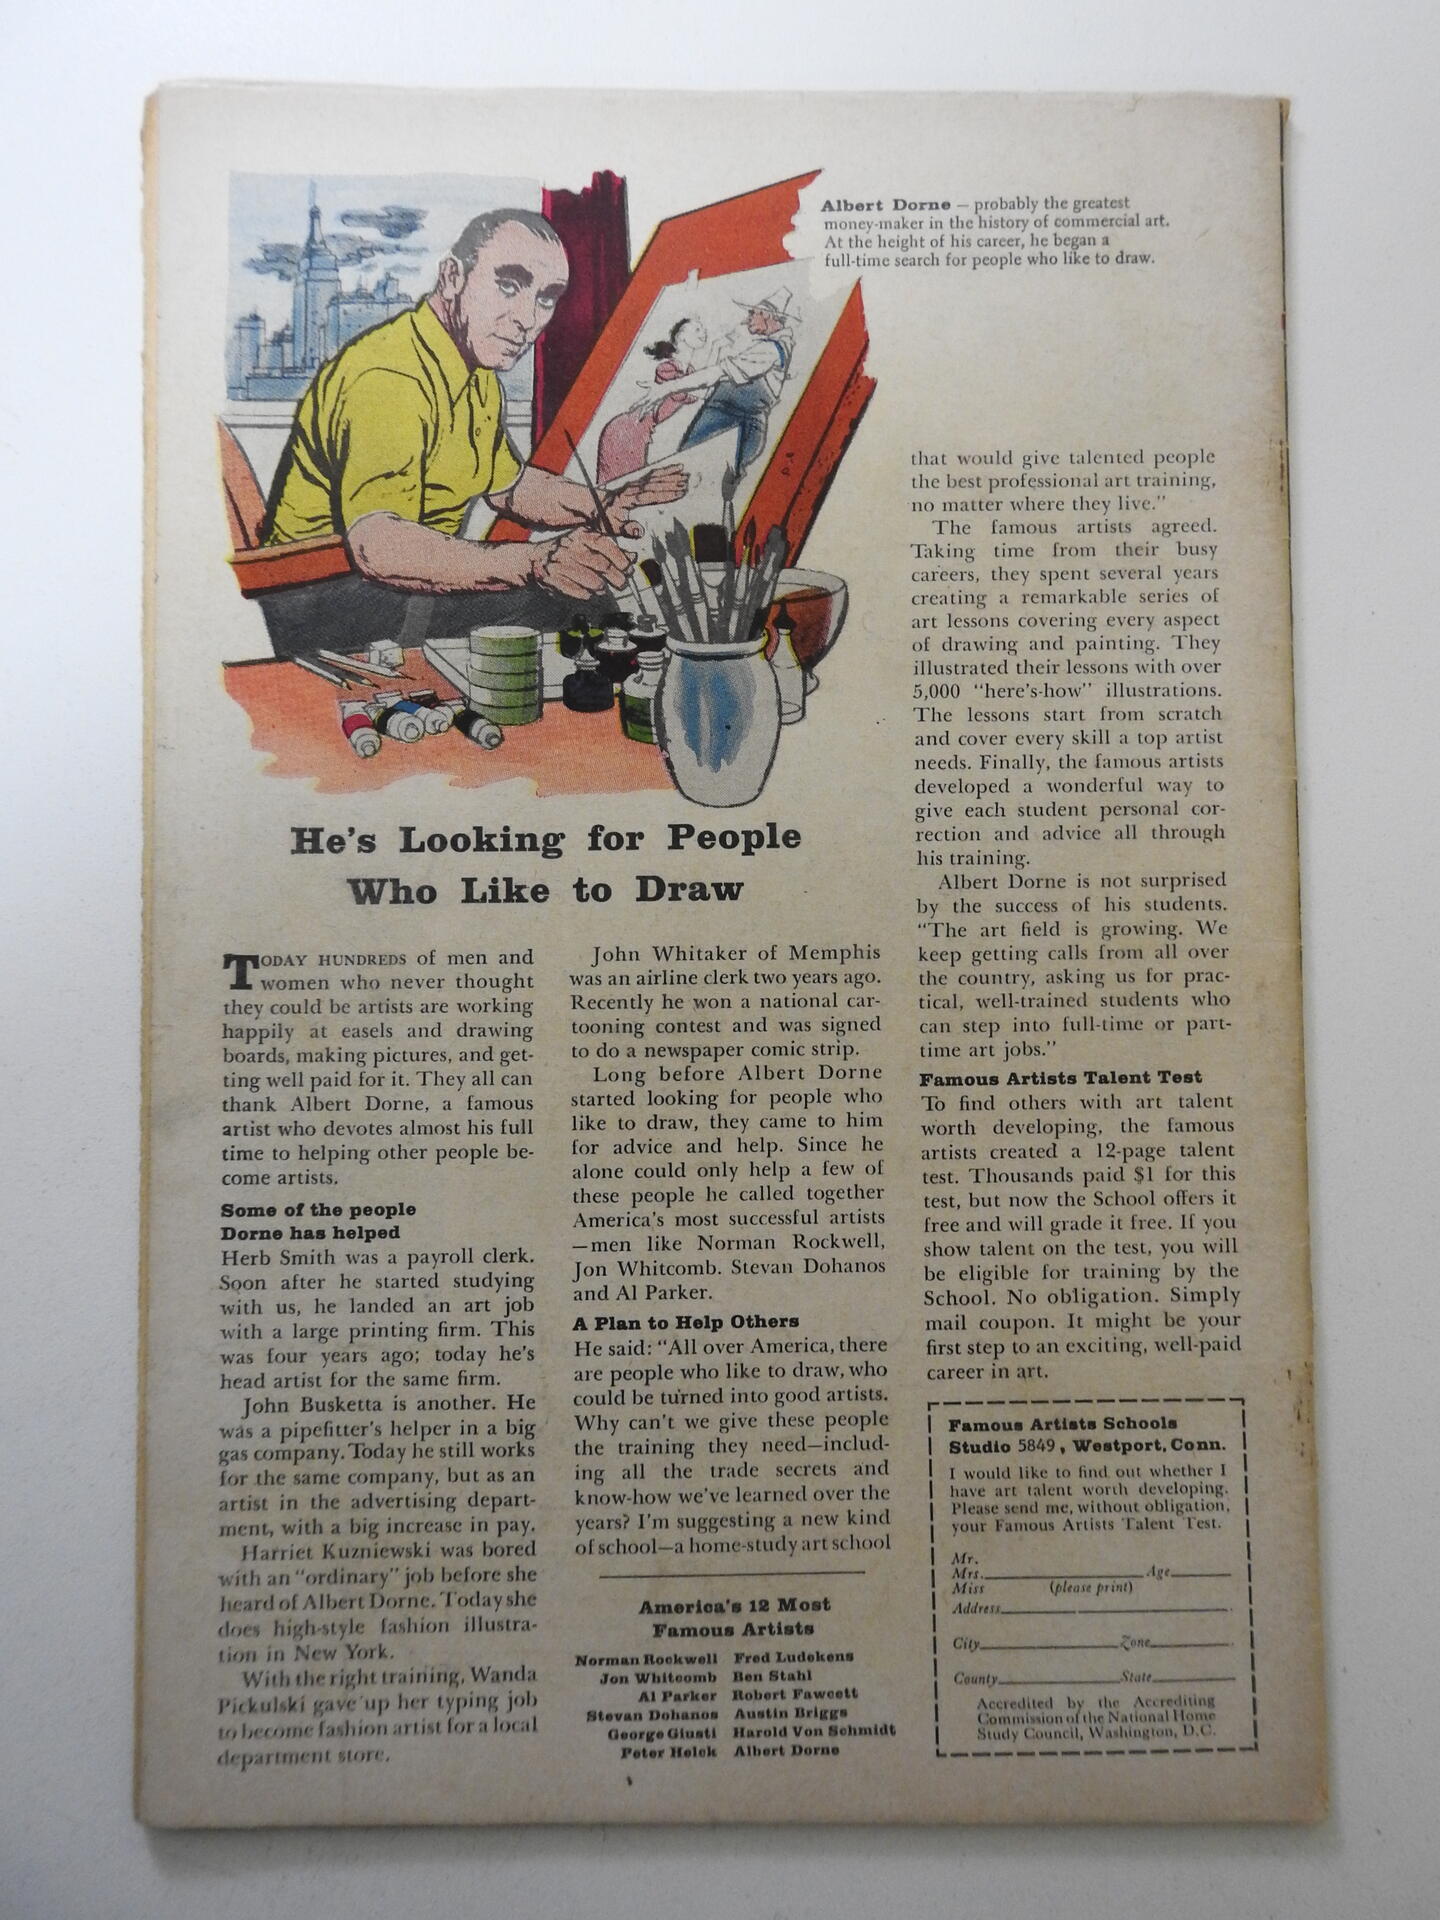 Albert Dorne — probably the greatest
money-maker in the history of commercial art.
At the height of his career, he began a
full-time search for people who like to draw.
He's Looking for People
Who Like to Draw
TODAY HUNDREDS of men and
women who never thought
they could be artists are working
happily at easels and drawing
boards, making pictures, and get-
ting well paid for it. They all can
thank Albert Dorne, a famous
artist who devotes almost his full
time to helping other people be-
come artists.
Some of the people
Dorne has helped
Herb Smith was a payroll clerk.
Soon after he started studying
with us, he landed an art job
with a large printing firm. This
was four years ago; today he's
head artist for the same firm.
John Busketta is another. He
was a pipefitter's helper in a big
gas company. Today he still works
for the same company, but as an
artist in the advertising depart-
ment, with a big increase in pay.
Harriet Kuzniewski was bored
with an "ordinary" job before she
heard of Albert Dorne. Today she
does high-style fashion illustra-
tion in New York.
With the right training, Wanda
Pickulski gave up her typing job
to become fashion artist for a local
department store.
John Whitaker of Memphis
was an airline clerk two years ago.
Recently he won a national car-
tooning contest and was signed
to do a newspaper comic strip.
Long before Albert Dorne
started looking for people who
like to draw, they came to him
for advice and help. Since he
alone could only help a few of
these people he called together
America's most successful artists
—men like Norman Rockwell,
Jon Whitcomb. Stevan Dohanos
and Al Parker.
A Plan to Help Others
He said: "All over America, there
are people who like to draw, who
could be turned into good artists.
Why can't we give these people
the training they need—includ-
ing all the trade secrets and
know-how we've learned over the
years? I'm suggesting a new kind
of school—a home-study art school
America's 12 Most
Famous Artists
Norman Rockwell Fred Ludekens
Jon Whitcomb Ben Stahl
Al Parker Robert Fawcett
Stevan Dohanos Austin Briggs
George Giusti Harold Von Schmidt
Peter Helck Albert Dorne
that would give talented people
the best professional art training,
no matter where they live."
The famous artists agreed.
Taking time from their busy
careers, they spent several years
creating a remarkable series of
art lessons covering every aspect
of drawing and painting. They
illustrated their lessons with over
5,000 "here's-how" illustrations.
The lessons start from scratch
and cover every skill a top artist
needs. Finally, the famous artists
developed a wonderful way to
give each student personal cor-
rection and advice all through
his training.
Albert Dorne is not surprised
by the success of his students.
"The art field is growing. We
keep getting calls from all over
the country, asking us for prac-
tical, well-trained students who
can step into full-time or part-
time art jobs."
Famous Artists Talent Test
To find others with art talent
worth developing, the famous
artists created a 12-page talent
test. Thousands paid $1 for this
test, but now the School offers it
free and will grade it free. If you
show talent on the test, you will
be eligible for training by the
School. No obligation. Simply
mail coupon. It might be your
first step to an exciting, well-paid
career in art.
Famous Artists Schools
Studio 5849, Westport, Conn.
I would like to find out whether I
have art talent worth developing.
Please send me, without obligation,
your Famous Artists Talent Test.
Mr.
Mrs. Age
Miss (please print)
Address
City Zone
County State
Accredited by the Accrediting
Commission of the National Home
Study Council, Washington, D.C.